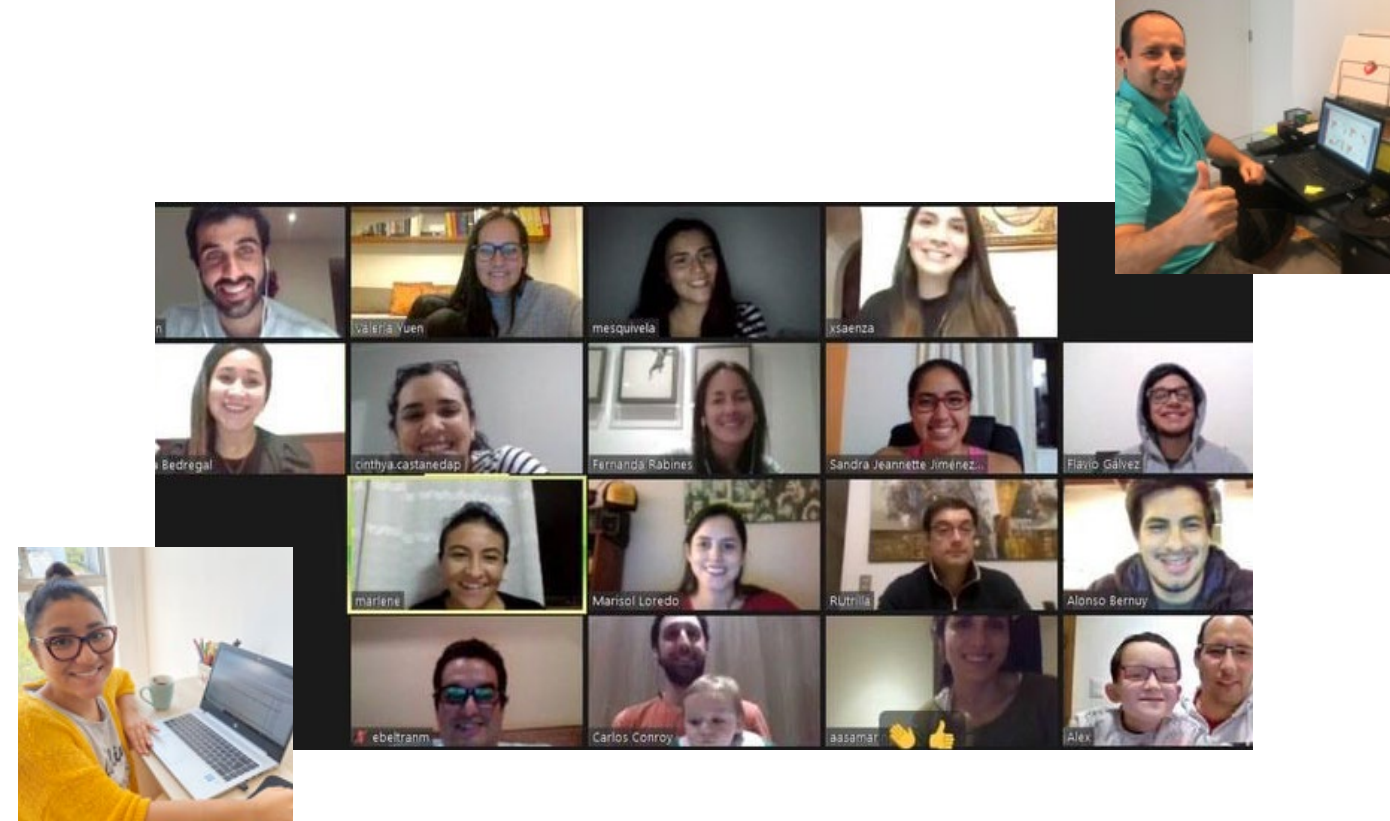 n
Valeria Yuen
mesquivela
xsaenza
a Bedregal
cinthya.castanedap
Fernanda Rabines
Sandra Jeannette Jiménez...
Flavio Gálvez
marlene
Marisol Loredo
RUtrilla
Alonso Bernuy
ebeltranm
Carlos Conroy
aasamar
Alex